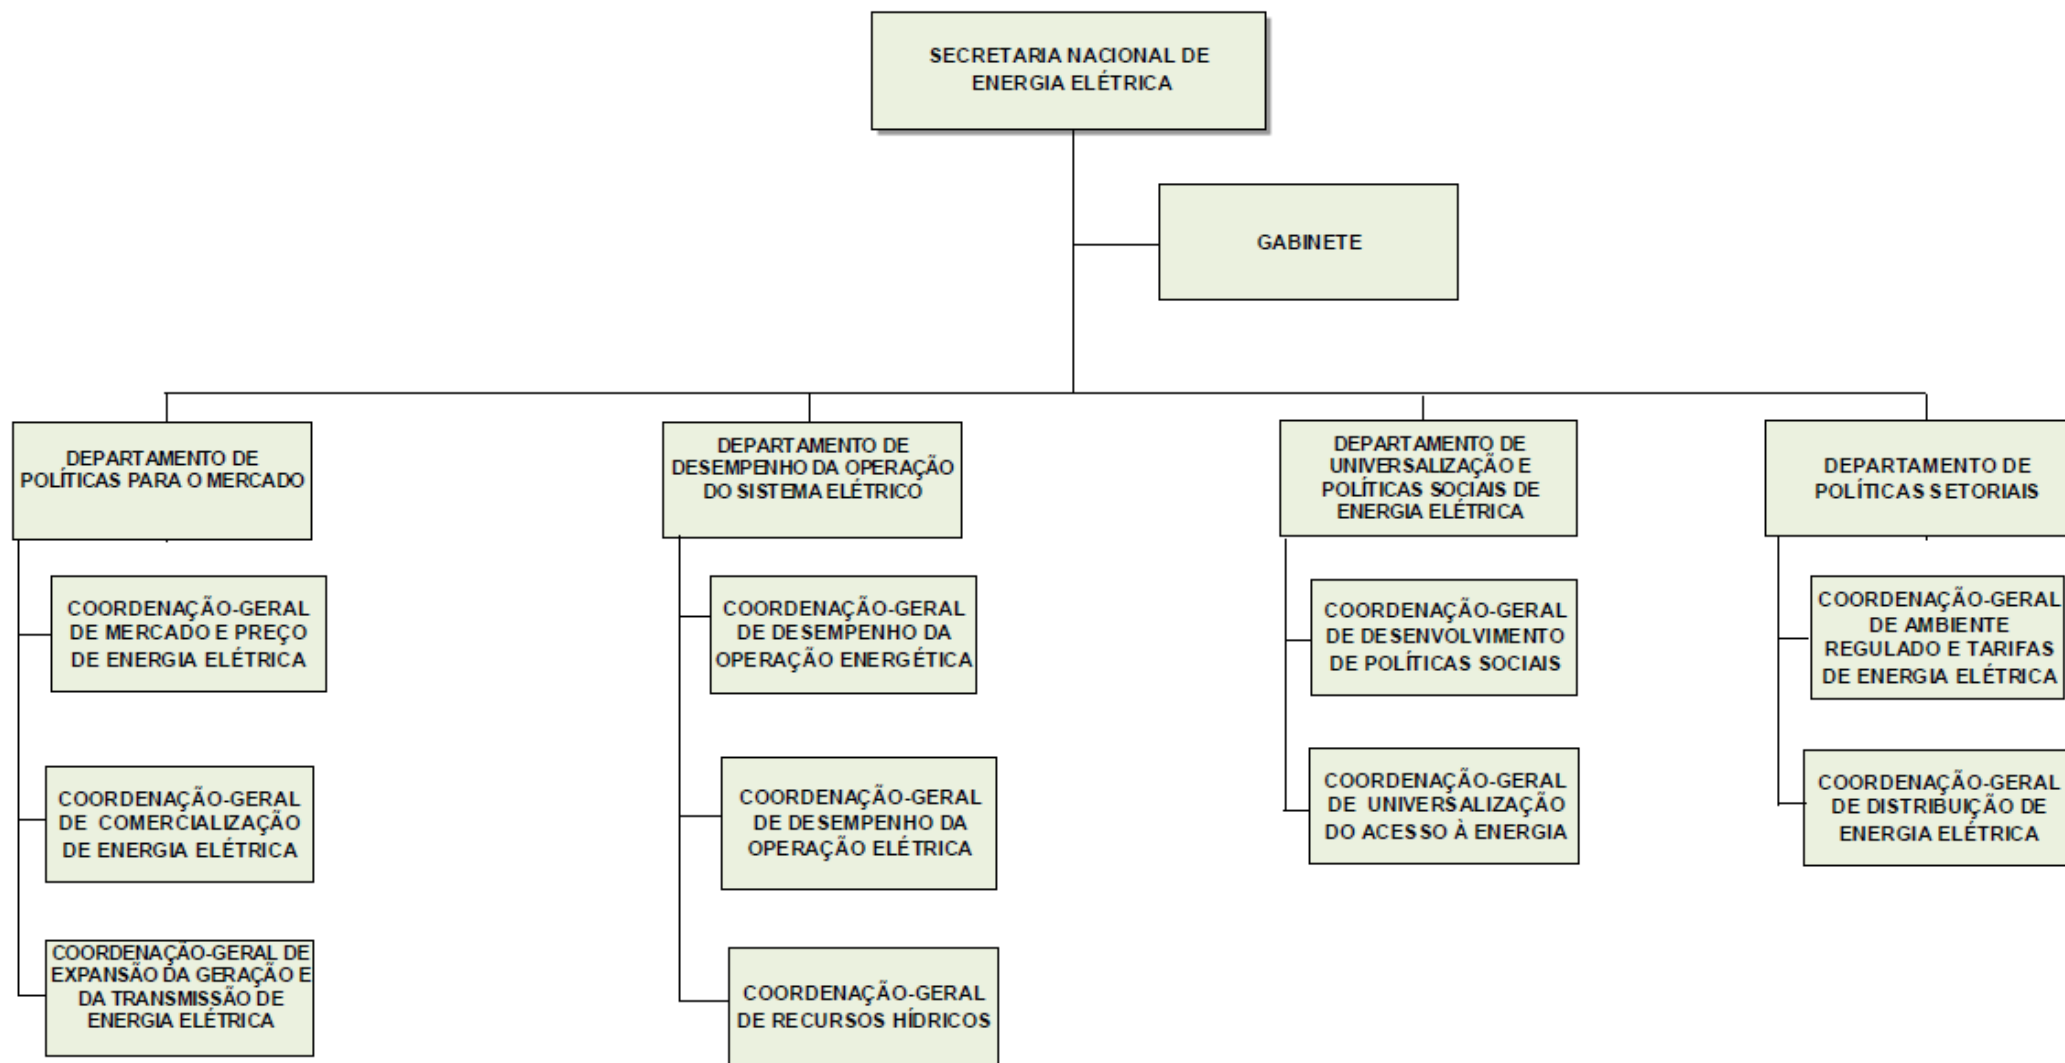 SECRETARIA NACIONAL DE
ENERGIA ELÉTRICA
GABINETE
DEPARTAMENTO DE
POLÍTICAS PARA O MERCADO
DEPARTAMENTO DE
DESEMPENHO DA OPERAÇÃO
DO SISTEMA ELÉTRICO
DEPARTAMENTO DE
UNIVERSALIZAÇÃO E
POLÍTICAS SOCIAIS DE
ENERGIA ELÉTRICA
DEPARTAMENTO DE
POLÍTICAS SETORIAIS
COORDENAÇÃO-GERAL
DE MERCADO E PREÇO
DE ENERGIA ELÉTRICA
COORDENAÇÃO-GERAL
DE DESEMPENHO DA
OPERAÇÃO ENERGÉTICA
COORDENAÇÃO-GERAL
DE DESENVOLVIMENTO
DE POLÍTICAS SOCIAIS
COORDENAÇÃO-GERAL
DE AMBIENTE
REGULADO E TARIFAS
DE ENERGIA ELÉTRICA
COORDENAÇÃO-GERAL
DE COMERCIALIZAÇÃO
DE ENERGIA ELÉTRICA
COORDENAÇÃO-GERAL
DE DESEMPENHO DA
OPERAÇÃO ELÉTRICA
COORDENAÇÃO-GERAL
DE UNIVERSALIZAÇÃO
DO ACESSO À ENERGIA
COORDENAÇÃO-GERAL
DE DISTRIBUIÇÃO DE
ENERGIA ELÉTRICA
COORDENAÇÃO-GERAL DE
EXPANSÃO DA GERAÇÃO E
DA TRANSMISSÃO DE
ENERGIA ELÉTRICA
COORDENAÇÃO-GERAL
DE RECURSOS HÍDRICOS